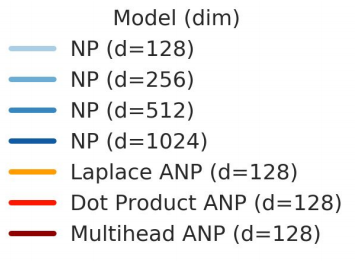 Model (dim)
NP (d=128)
NP (d=256)
NP (d=512)
NP (d=1024)
Laplace ANP (d=128)
Dot Product ANP (d=128)
Multihead ANP (d=128)